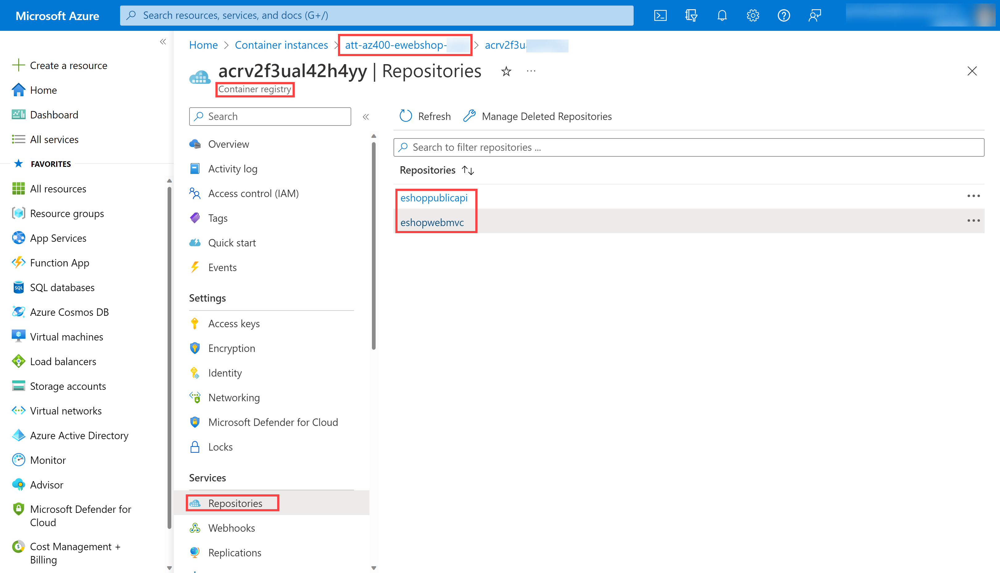 Microsoft Azure
Search resources, services, and docs (G+/)
Home > Container instances > att-az400-ewebshop- > acrv2f3u
Create a resource
Home
Dashboard
All services
FAVORITES
All resources
Resource groups
App Services
Function App
SQL databases
Azure Cosmos DB
Virtual machines
Load balancers
Storage accounts
Virtual networks
Azure Active Directory
Monitor
Advisor
Microsoft Defender for
Cloud
Cost Management +
Billing
acrv2f3ual42h4yy | Repositories
Container registry
Search
Overview
Activity log
Access control (IAM)
Tags
Quick start
Events
Settings
Access keys
Encryption
Identity
Networking
Microsoft Defender for Cloud
Locks
Services
Repositories
Webhooks
Replications
Refresh
Manage Deleted Repositories
Search to filter repositories ...
Repositories
eshoppublicapi
eshopwebmvc